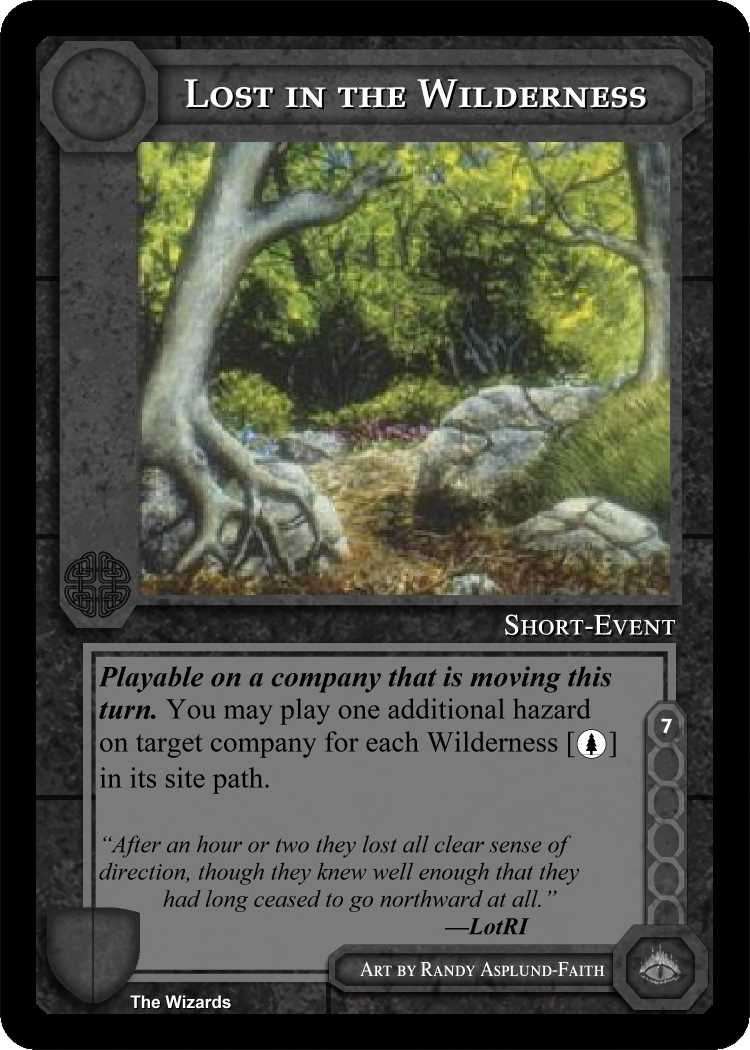 Lost in the Wilderness
Short-Event
Playable on a company that is moving this
turn. You may play one additional hazard
on target company for each Wilderness [ ]
in its site path.
7
“After an hour or two they lost all clear sense of
direction, though they knew well enough that they
had long ceased to go northward at all.”
—LotRI
Art by Randy Asplund-Faith
The Wizards